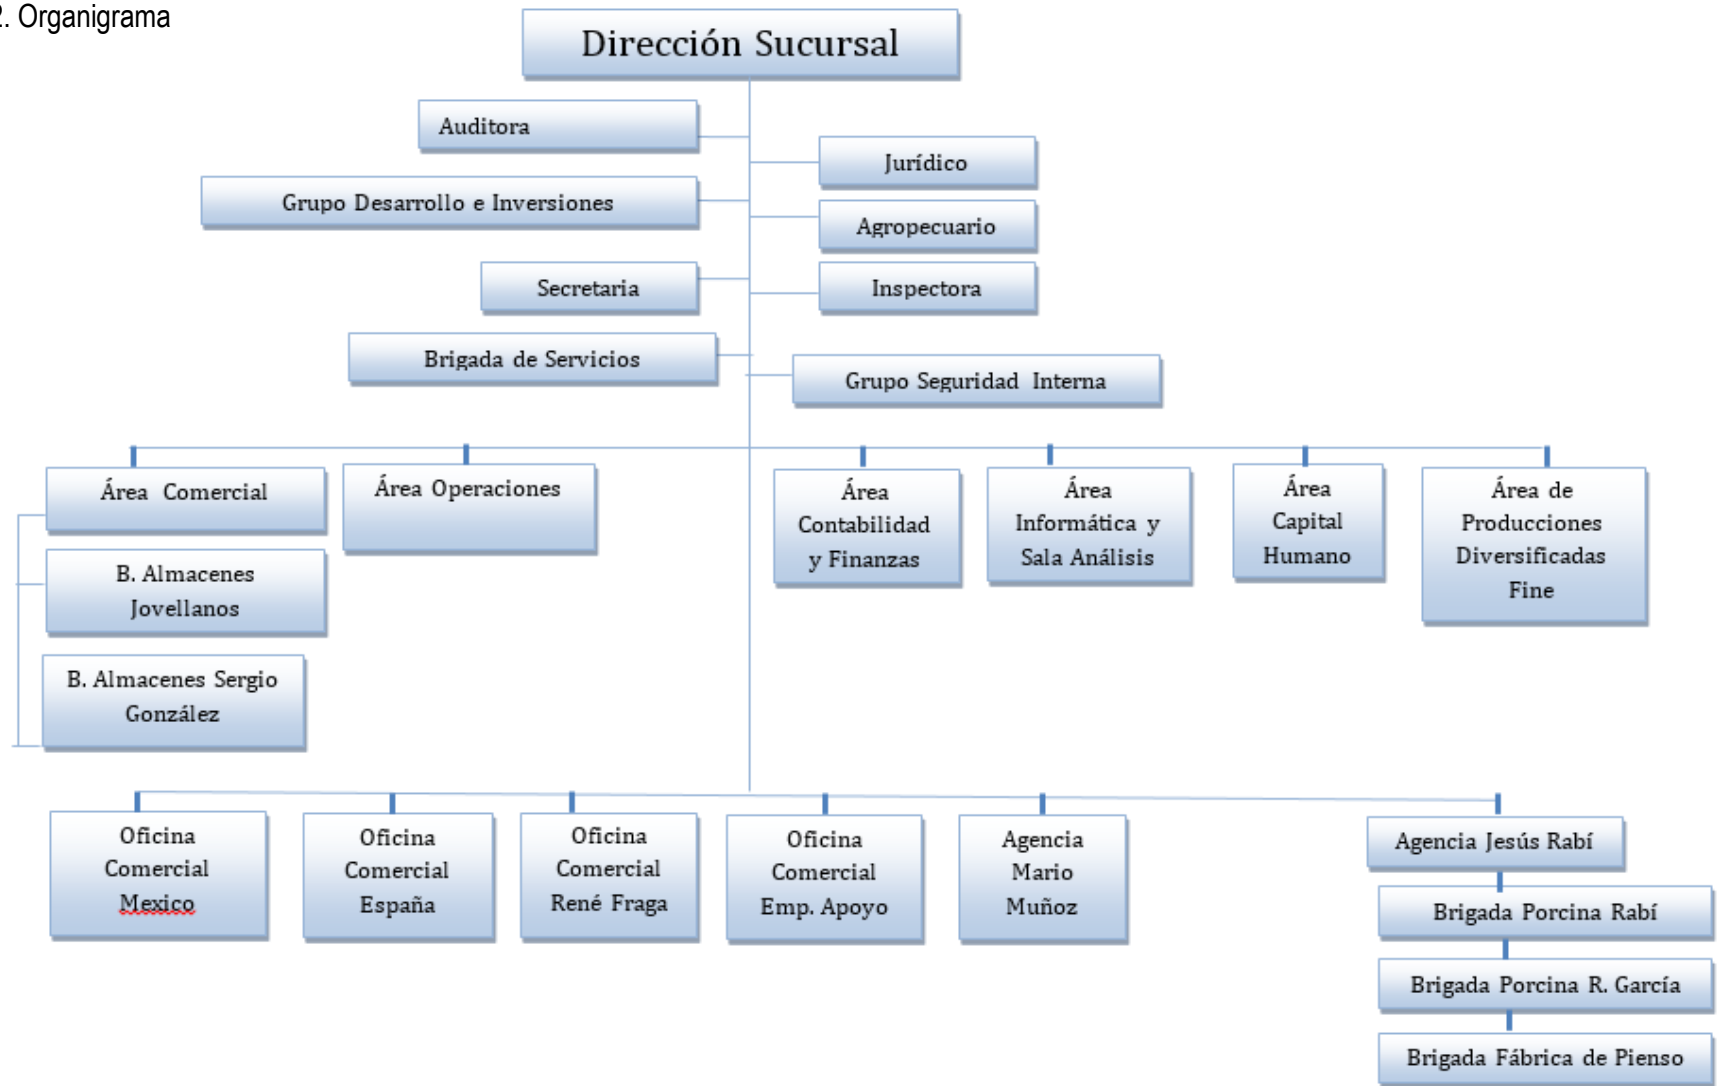 2. Organigrama
Dirección Sucursal
Auditora
Jurídico
Grupo Desarrollo e Inversiones
Agropecuario
Secretaria
Inspectora
Brigada de Servicios
Grupo Seguridad Interna
Área Comercial
Área Operaciones
Área
Contabilidad
y Finanzas
Área
Informática y
Sala Análisis
Área
Capital
Humano
Área de
Producciones
Diversificadas
Fine
B. Almacenes
Jovellanos
B. Almacenes Sergio
González
Oficina
Comercial
Mexico
Oficina
Comercial
España
Oficina
Comercial
René Fraga
Oficina
Comercial
Emp. Apoyo
Agencia
Mario
Muñoz
Agencia Jesús Rabí
Brigada Porcina Rabí
Brigada Porcina R. García
Brigada Fábrica de Pienso